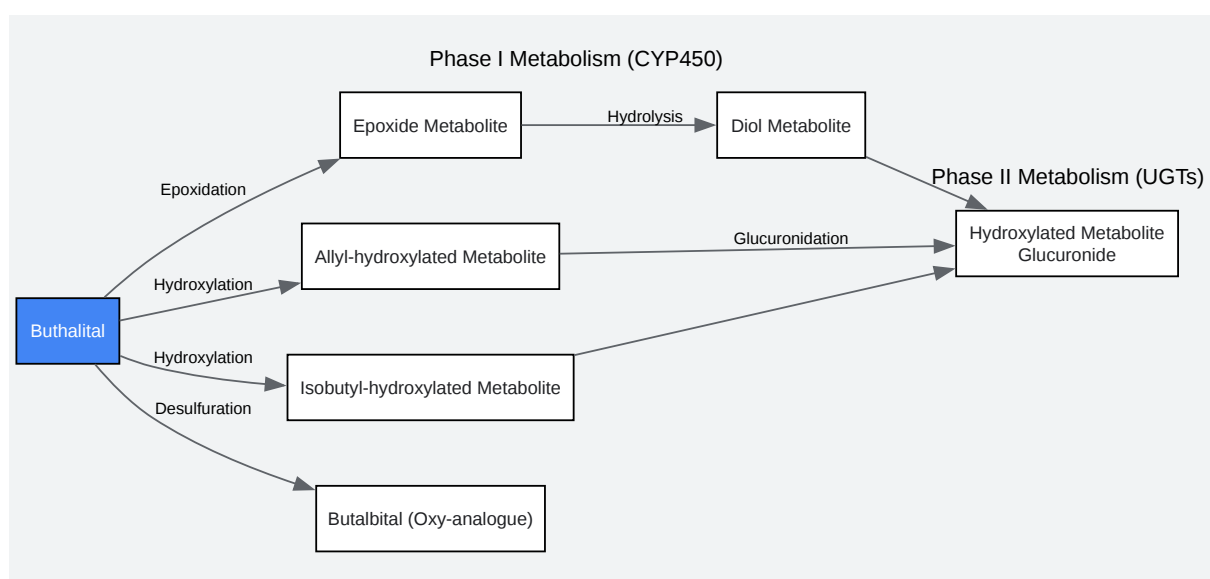 Phase I Metabolism (CYP450)
Epoxide Metabolite
Hydrolysis
Diol Metabolite
Phase II Metabolism (UGTs)
Epoxidation
Hydroxylated Metabolite
Glucuronide
Glucuronidation
Allyl-hydroxylated Metabolite
Hydroxylation
Buthalital
Hydroxylation
Isobutyl-hydroxylated Metabolite
Desulfuration
Butalbital (Oxy-analogue)